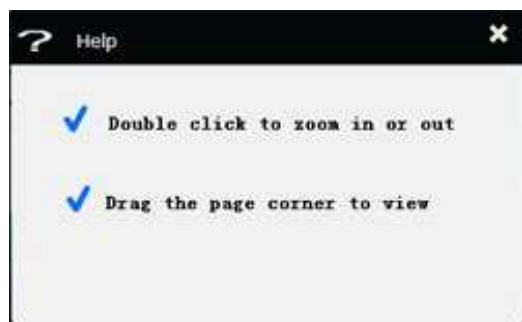 Help
Double click to zoom in or out
Drag the page corner to view